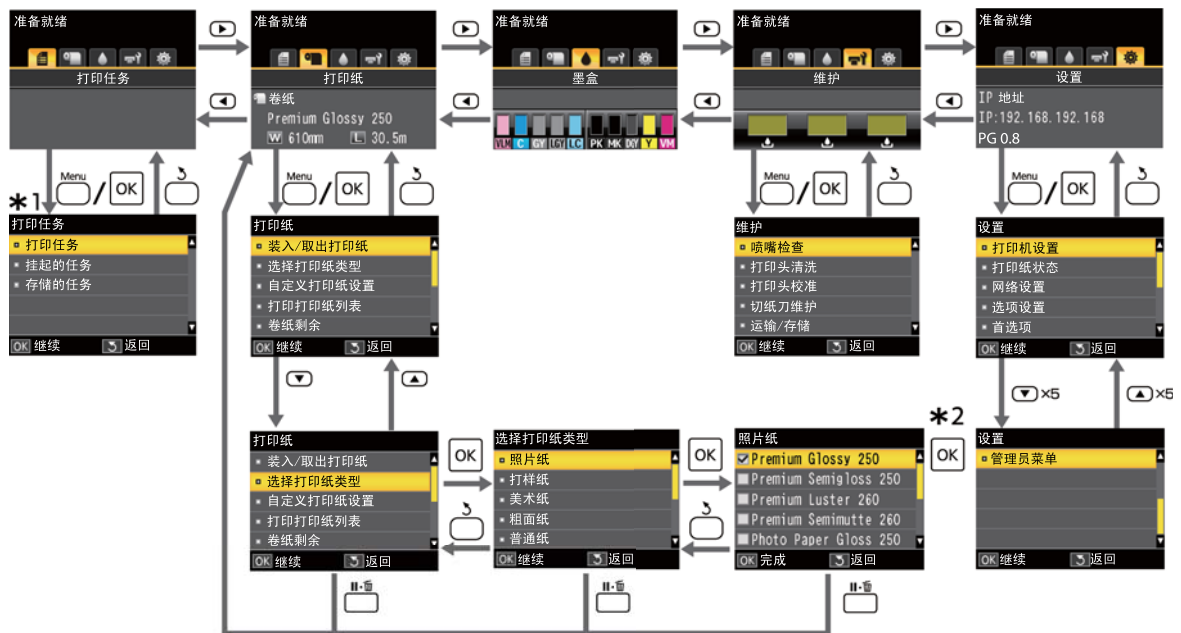 准备就绪
打印任务
准备就绪
打印纸
卷纸
Premium Glossy 250
W 610mm L 30.5m
准备就绪
墨盒
VLM C GY LGY LC PK MK DGY Y VM
准备就绪
维护
准备就绪
设置
IP 地址
IP:192.168.192.168
PG 0.8
Menu / OK
Menu / OK
Menu / OK
Menu / OK
*1
打印任务
打印任务
挂起的任务
存储的任务
OK 继续 返回
打印纸
装入/取出打印纸
选择打印纸类型
自定义打印纸设置
打印打印纸列表
卷纸剩余
OK 继续 返回
维护
喷嘴检查
打印头清洗
打印头校准
切纸刀维护
运输/存储
OK 继续 返回
设置
打印机设置
打印纸状态
网络设置
选项设置
首选项
OK 继续 返回
×5
×5
打印纸
装入/取出打印纸
选择打印纸类型
自定义打印纸设置
打印打印纸列表
卷纸剩余
OK 继续 返回
OK
选择打印纸类型
照片纸
打样纸
美术纸
粗面纸
普通纸
OK 继续 返回
OK
照片纸
Premium Glossy 250
Premium Semigloss 250
Premium Luster 260
Premium Semimutte 260
Photo Paper Gloss 250
OK 完成 返回
*2
OK
设置
管理员菜单
OK 继续 返回